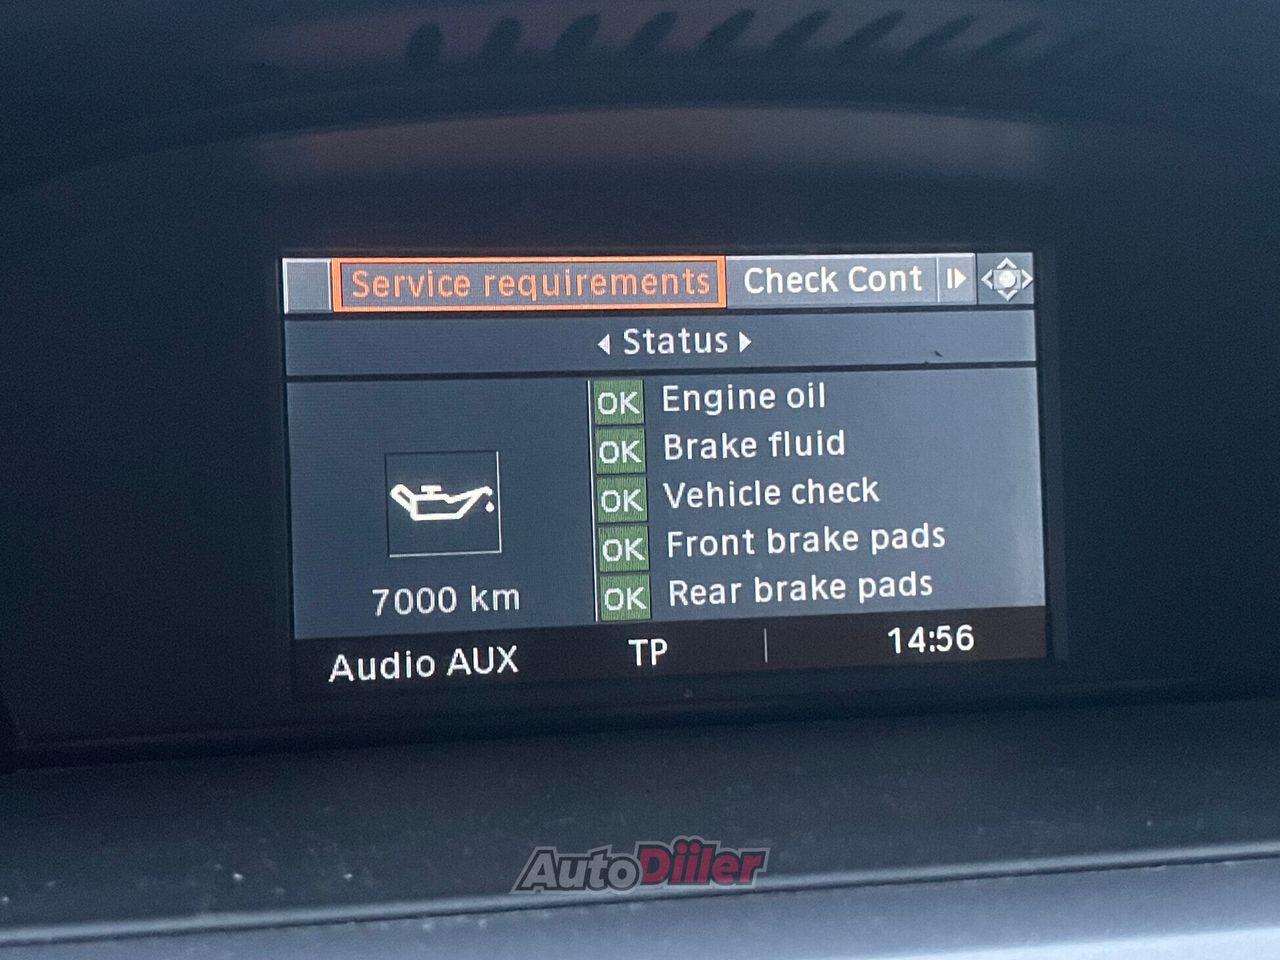 Service requirements Check Cont
Status
OK Engine oil
OK Brake fluid
OK Vehicle check
OK Front brake pads
OK Rear brake pads
7000 km
Audio AUX TP 14:56
AutoDiiler